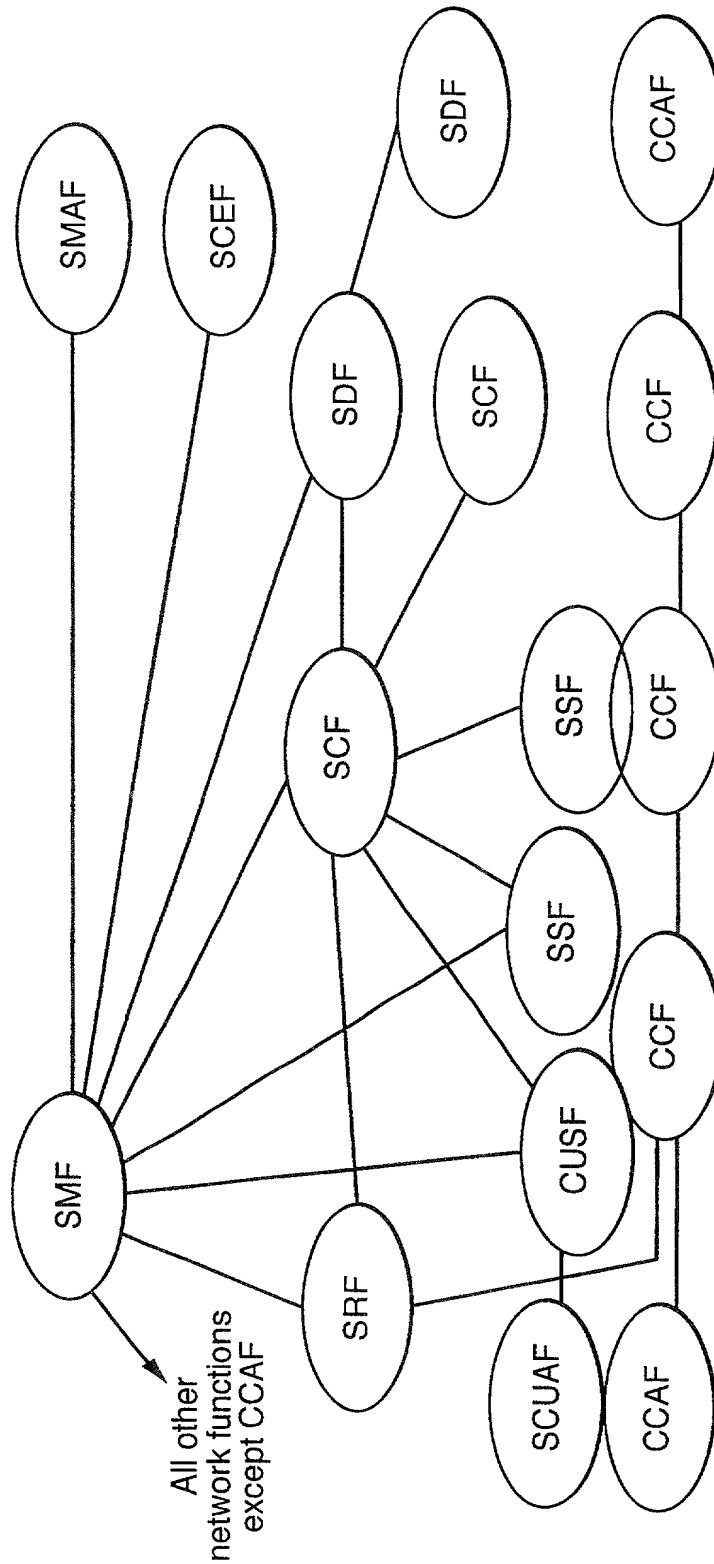 SMF
SMAF
SCEF
All other
network functions
except CCAF
SRF
SCF
SDF
SDF
SCF
SCUAF
CUSF
SSF
SSF
CCAF
CCF
CCF
CCF
CCAF